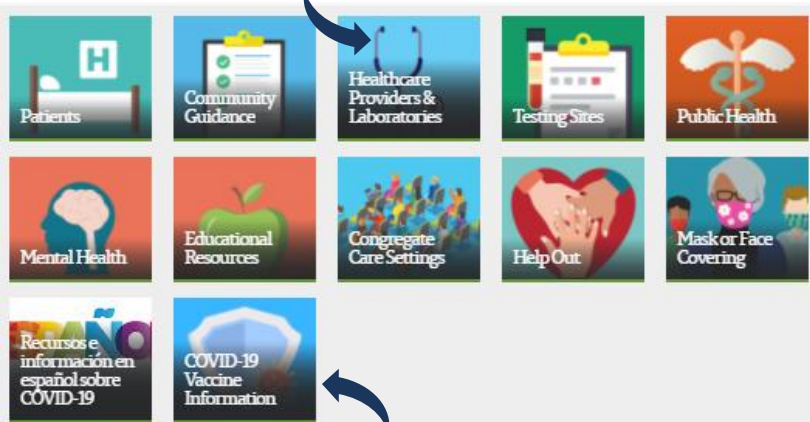 H
Patients
Community
Guidance
Healthcare
Providers &
Laboratories
Testing Sites
Public Health
Mental Health
Educational
Resources
Congregate
Care Settings
Help Out
Mask or Face
Covering
ESPAÑO
Recursos e
información en
español sobre
COVID-19
COVID-19
Vaccine
Information